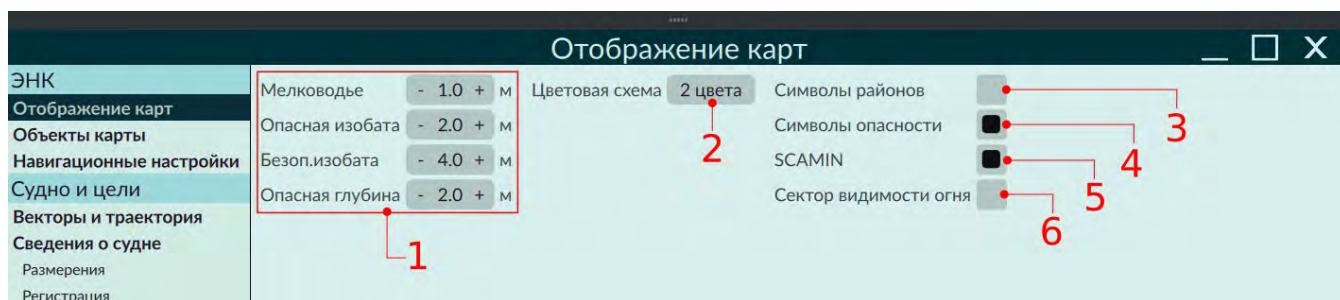 Отображение карт
ЭНК
Отображение карт
Объекты карты
Навигационные настройки
Судно и цели
Векторы и траектория
Сведения о судне
Размерения
Регистрация
Мелководье - 1.0 + м
Опасная изобата - 2.0 + м
Безоп.изобата - 4.0 + м
Опасная глубина - 2.0 + м
1
Цветовая схема 2 цвета
2
Символы районов
Символы опасности
SCAMIN
Сектор видимости огня
3
4
5
6